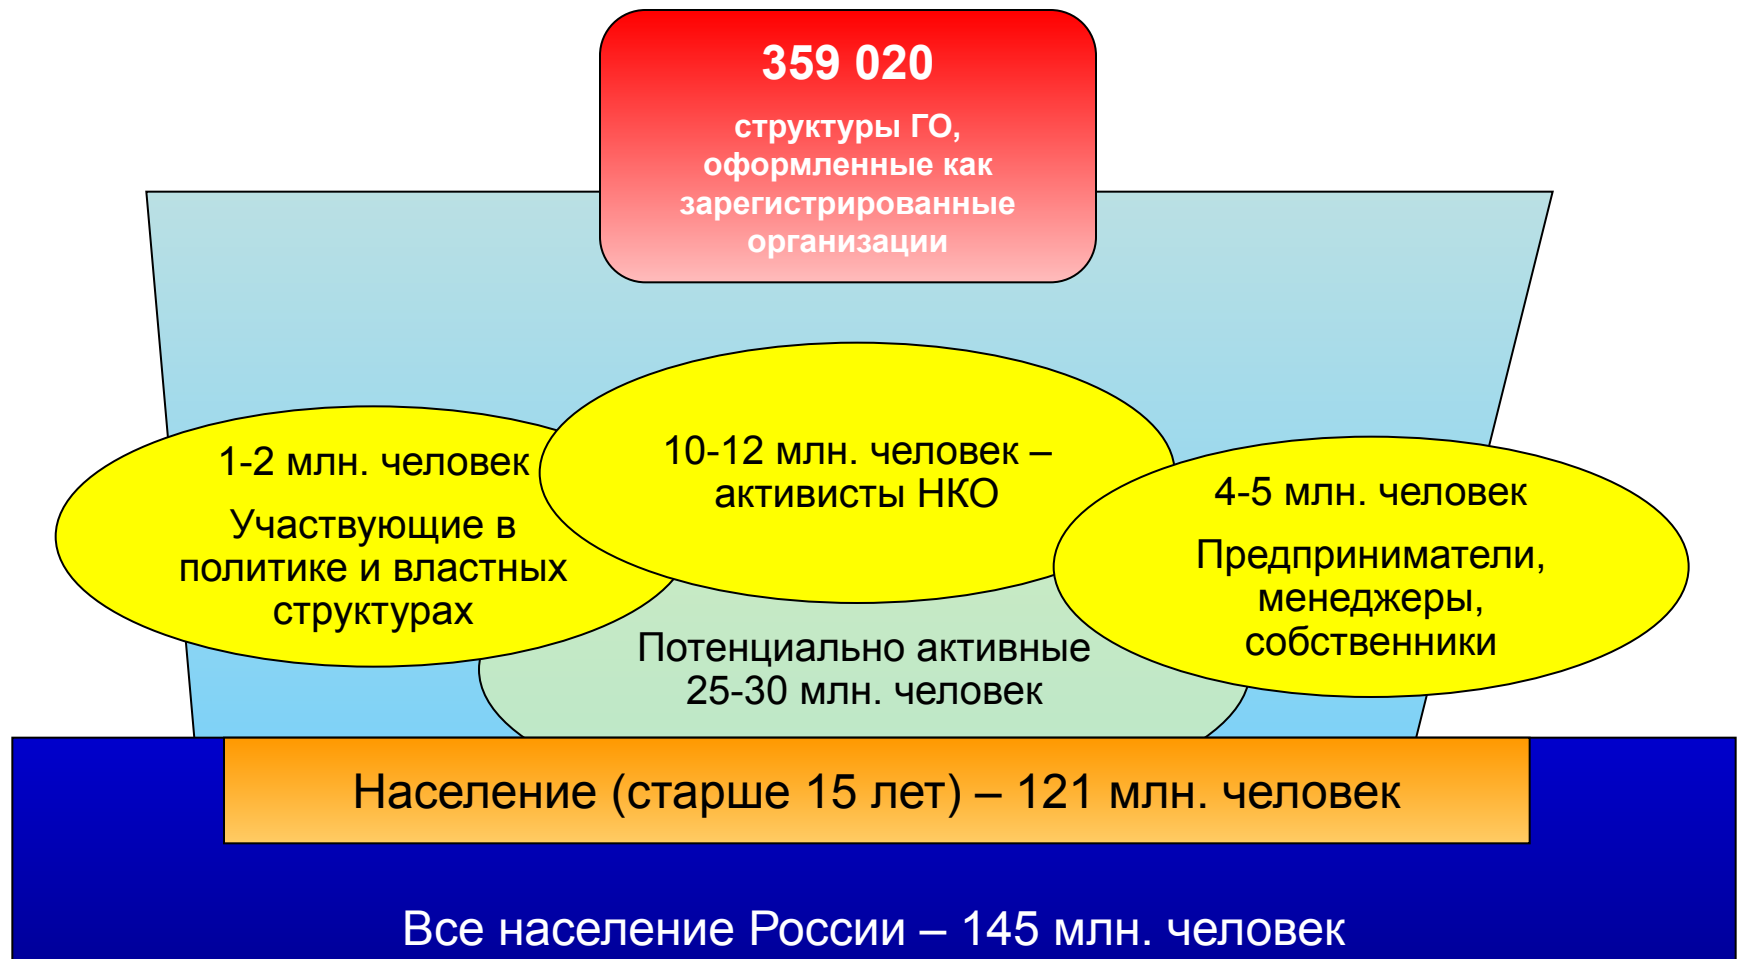 359 020
структуры ГО,
оформленные как
зарегистрированные
организации
1-2 млн. человек
Участвующие в
политике и властных
структурах
10-12 млн. человек –
активисты НКО
4-5 млн. человек
Предприниматели,
менеджеры,
собственники
Потенциально активные
25-30 млн. человек
Население (старше 15 лет) – 121 млн. человек
Все население России – 145 млн. человек